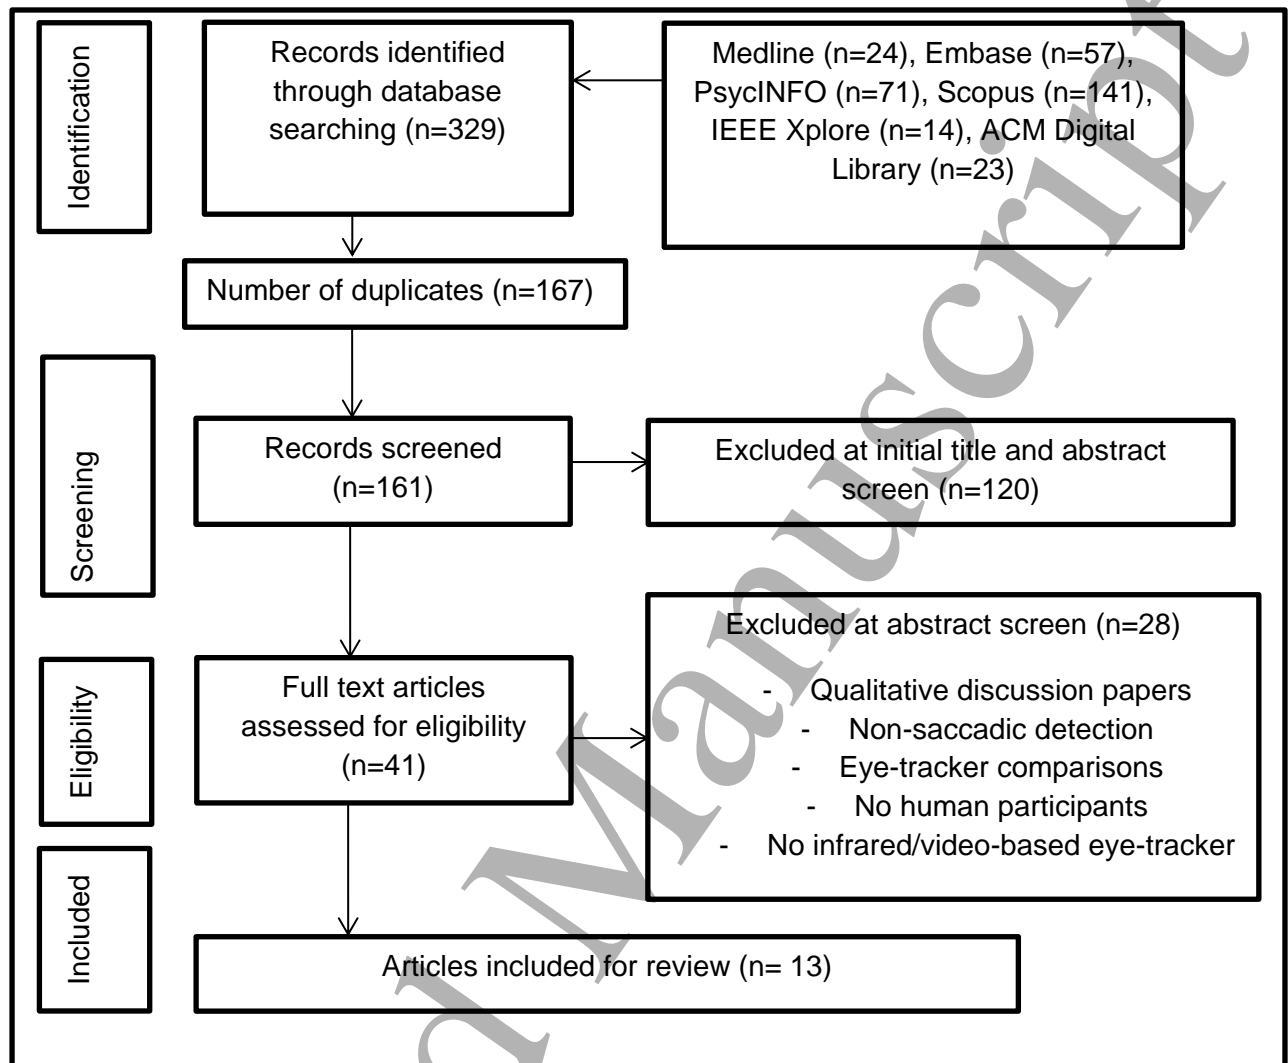 Identification
Records identified
through database
searching (n=329)
Medline (n=24), Embase (n=57),
PsycINFO (n=71), Scopus (n=141),
IEEE Xplore (n=14), ACM Digital
Library (n=23)
Number of duplicates (n=167)
Screening
Records screened
(n=161)
Excluded at initial title and abstract
screen (n=120)
Eligibility
Full text articles
assessed for eligibility
(n=41)
Excluded at abstract screen (n=28)
- Qualitative discussion papers
- Non-saccadic detection
- Eye-tracker comparisons
- No human participants
- No infrared/video-based eye-tracker
Included
Articles included for review (n= 13)
d Manuscript